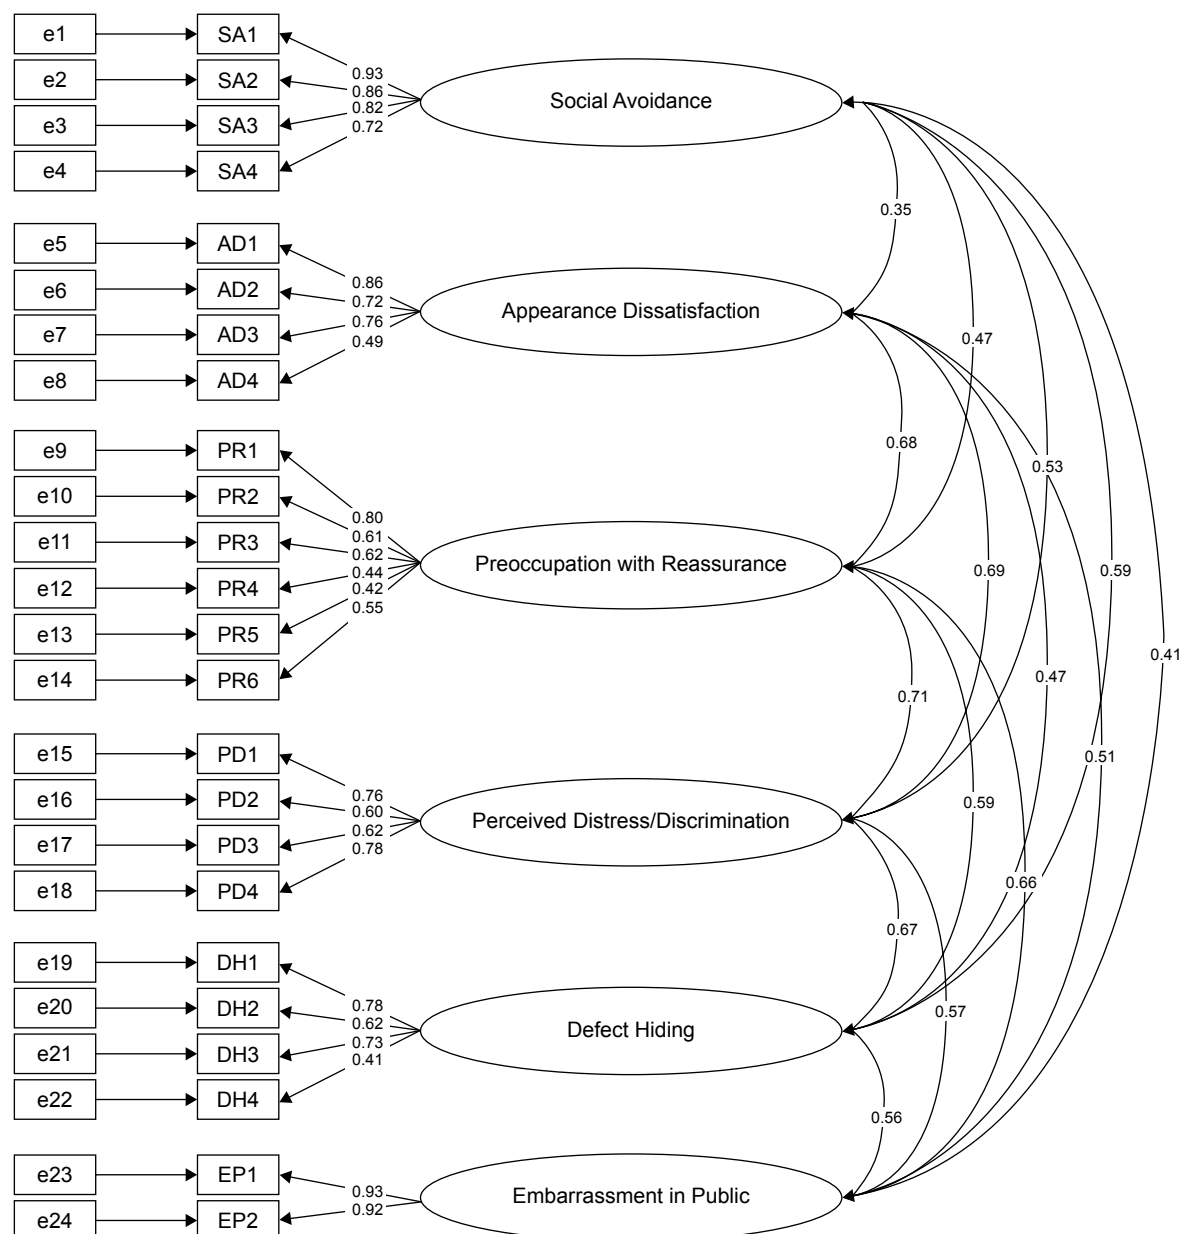 e1 SA1
0.93
e2 SA2
0.86
Social Avoidance
0.82
e3 SA3
0.72
e4 SA4
0.35
e5 AD1
0.86
e6 AD2
0.72
Appearance Dissatisfaction
0.76
e7 AD3
0.47
0.49
e8 AD4
0.68
e9 PR1
0.53
e10 PR2
0.80
0.61
e11 PR3
0.62
Preoccupation with Reassurance
0.44
0.69
0.59
e12 PR4
0.42
0.55
e13 PR5
0.41
e14 PR6
0.47
0.71
e15 PD1
0.51
0.76
e16 PD2
0.59
0.60
Perceived Distress/Discrimination
0.62
e17 PD3
0.78
0.66
e18 PD4
0.67
e19 DH1
0.78
e20 DH2
0.57
0.62
Defect Hiding
0.73
e21 DH3
0.41
e22 DH4
0.56
e23 EP1
0.93
Embarrassment in Public
0.92
e24 EP2